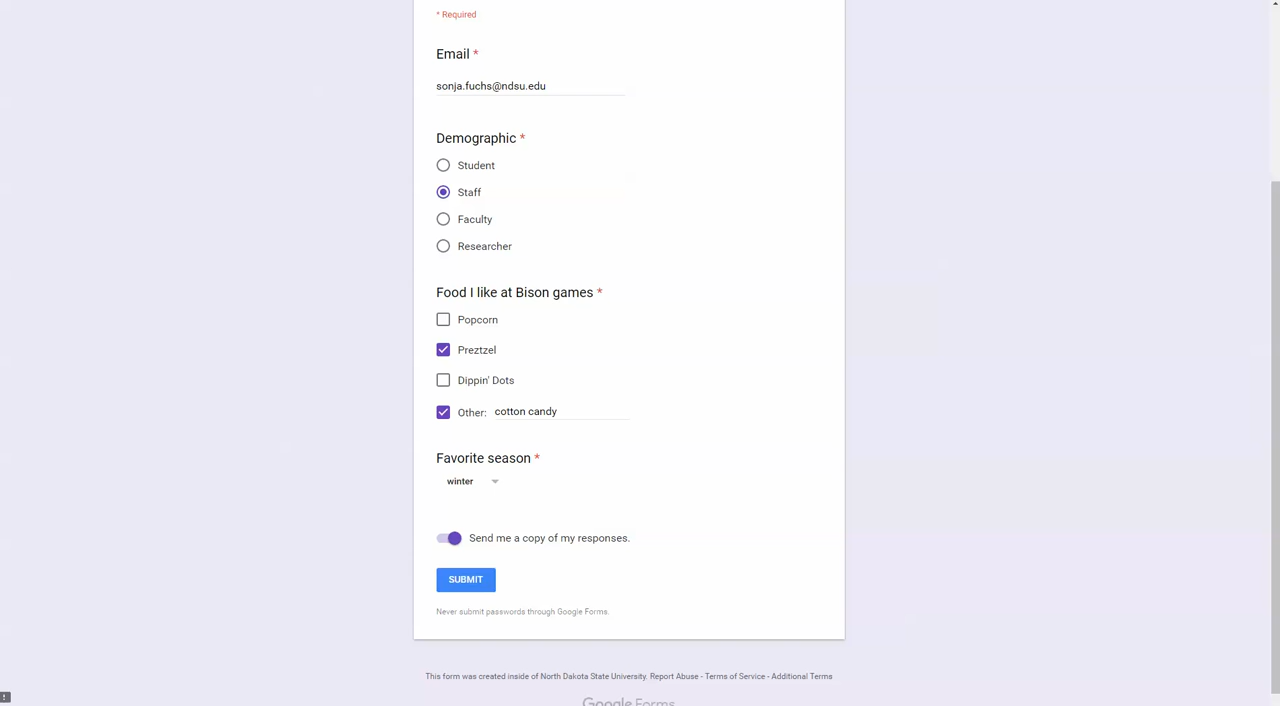 * Required
Email *
sonja.fuchs@ndsu.edu
Demographic *
Student
Staff
Faculty
Researcher
Food I like at Bison games *
Popcorn
Preztzel
Dippin' Dots
Other: cotton candy
Favorite season *
winter
Send me a copy of my responses.
SUBMIT
Never submit passwords through Google Forms.
This form was created inside of North Dakota State University. Report Abuse - Terms of Service - Additional Terms
Google Forms